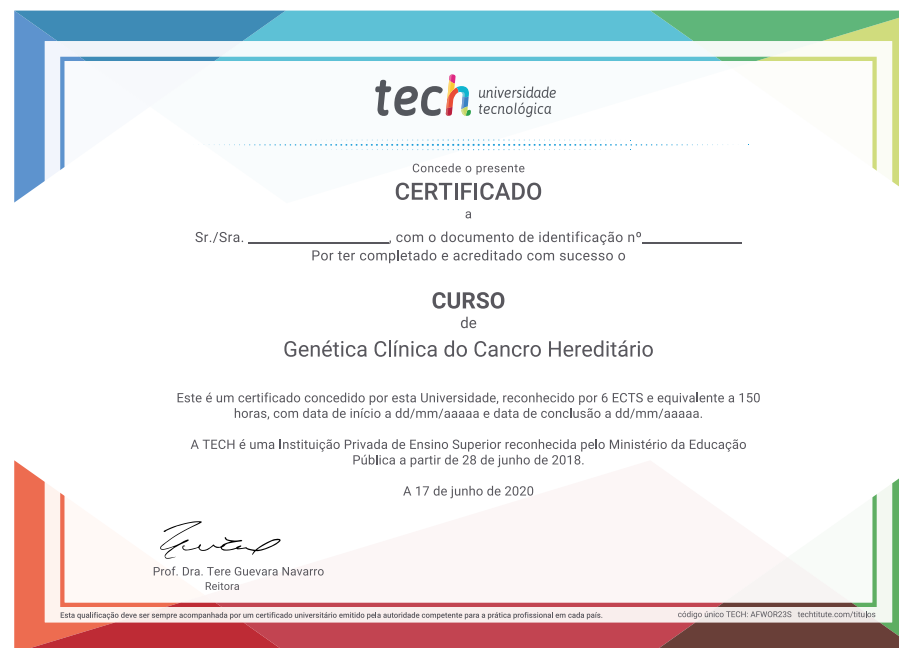 tech universidade
tecnológica
Concede o presente
CERTIFICADO
a
Sr./Sra. ____________________, com o documento de identificação nº______________
Por ter completado e acreditado com sucesso o
CURSO
de
Genética Clínica do Cancro Hereditário
Este é um certificado concedido por esta Universidade, reconhecido por 6 ECTS e equivalente a 150
horas, com data de início a dd/mm/aaaaa e data de conclusão a dd/mm/aaaaa.
A TECH é uma Instituição Privada de Ensino Superior reconhecida pelo Ministério da Educação
Pública a partir de 28 de junho de 2018.
A 17 de junho de 2020
Prof. Dra. Tere Guevara Navarro
Reitora
Esta qualificação deve ser sempre acompanhada por um certificado universitário emitido pela autoridade competente para a prática profissional em cada país.
código único TECH: AFWOR23S techtitute.com/titulos